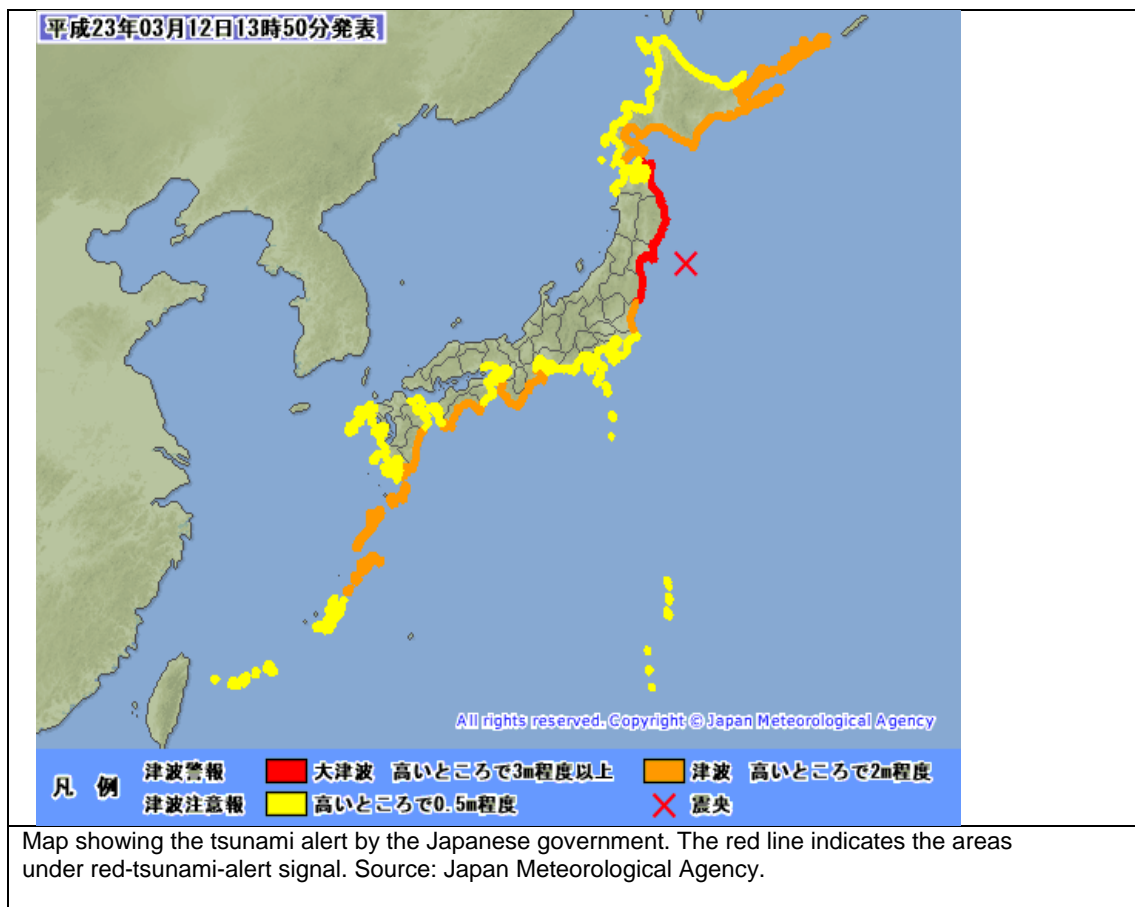 平成23年03月12日13時50分発表
All rights reserved. Copyright © Japan Meteorological Agency
凡 例 津波警報 大津波 高いところで3m程度以上 津波 高いところで2m程度
津波注意報 高いところで0.5m程度 震央
Map showing the tsunami alert by the Japanese government. The red line indicates the areas
under red-tsunami-alert signal. Source: Japan Meteorological Agency.